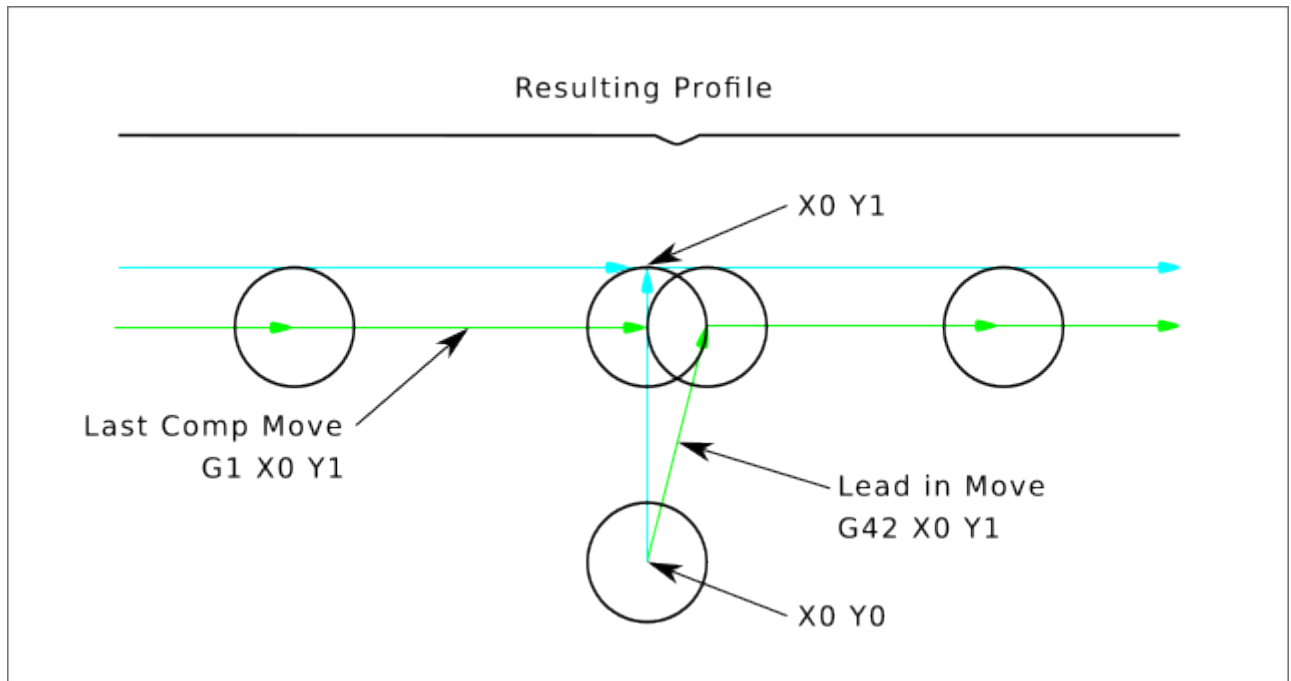 Resulting Profile
X0 Y1
Last Comp Move
G1 X0 Y1
Lead in Move
G42 X0 Y1
X0 Y0